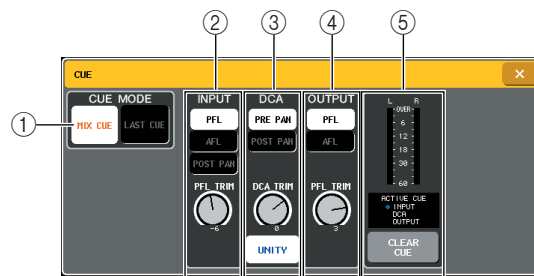 ② ③ ④ ⑤
CUE ×
① CUE MODE
MIX CUE LAST CUE
INPUT
PFL
AFL
POST PAN
PFL TRIM
-6
DCA
PRE PAN
POST PAN
DCA TRIM
0
UNITY
OUTPUT
PFL
AFL
PFL TRIM
3
L R
OVER
6
12
18
30
60
ACTIVE CUE
INPUT
DCA
OUTPUT
CLEAR
CUE